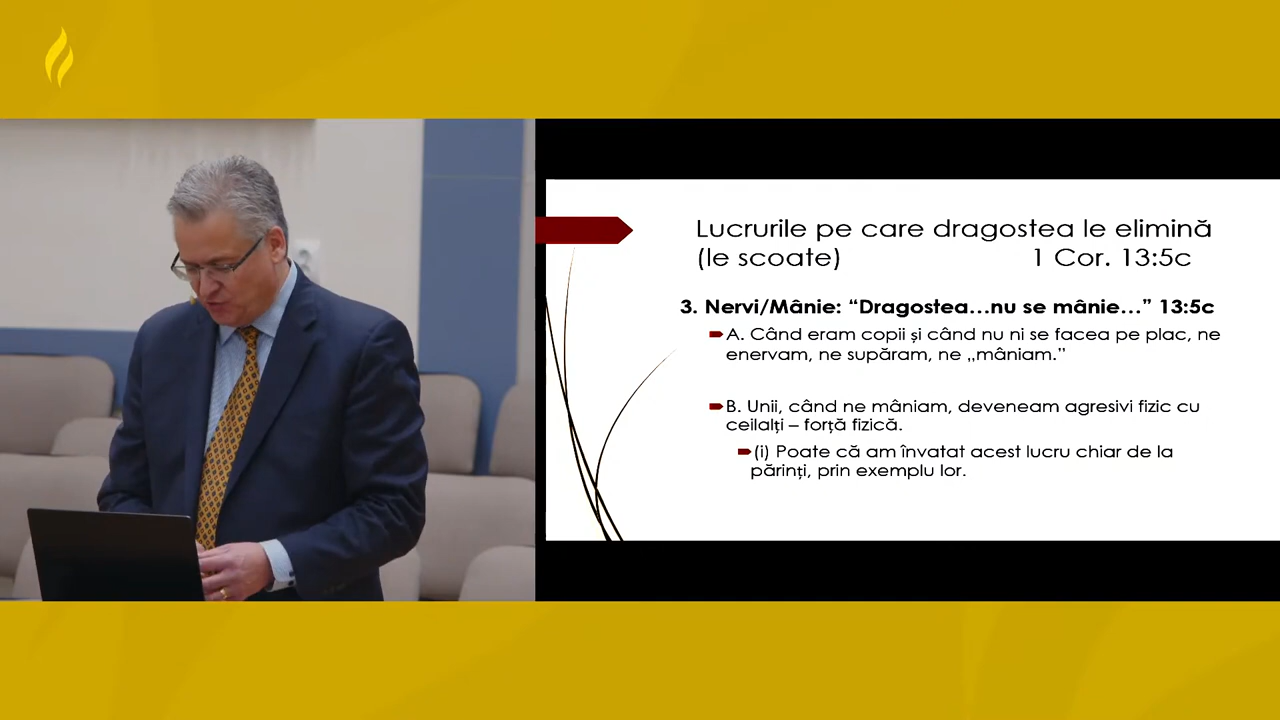 Lucrurile pe care dragostea le elimină
(le scoate) 1 Cor. 13:5c
3. Nervi/Mânie: “Dragostea…nu se mânie…” 13:5c
A. Când eram copii și când nu ni se facea pe plac, ne
enervam, ne supăram, ne „mâniam.”
B. Unii, când ne mâniam, deveneam agresivi fizic cu
ceilalți – forță fizică.
(i) Poate că am învatat acest lucru chiar de la
părinți, prin exemplu lor.